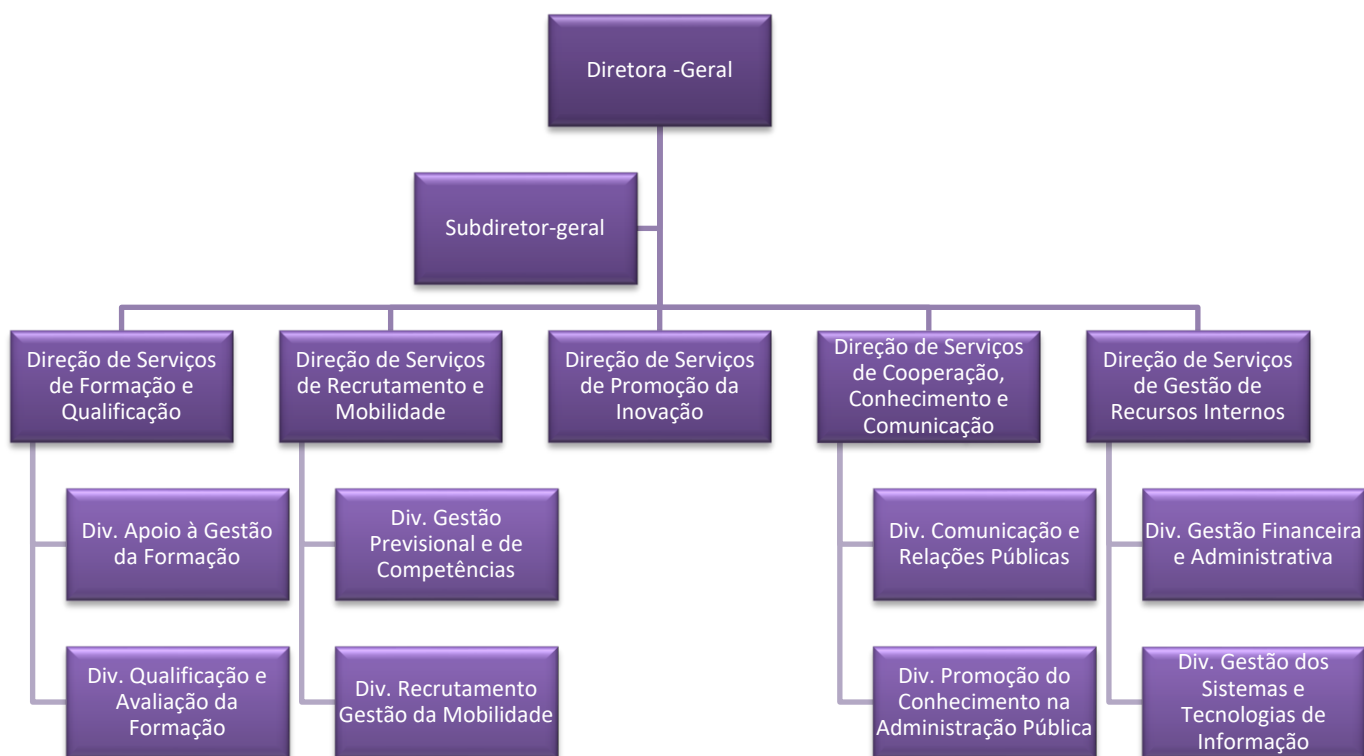 Diretora -Geral
Subdiretor-geral
Direção de Serviços
de Formação e
Qualificação
Direção de Serviços
de Recrutamento e
Mobilidade
Direção de Serviços
de Promoção da
Inovação
Direção de Serviços
de Cooperação,
Conhecimento e
Comunicação
Direção de Serviços
de Gestão de
Recursos Internos
Div. Apoio à Gestão
da Formação
Div. Gestão
Previsional e de
Competências
Div. Comunicação e
Relações Públicas
Div. Gestão Financeira
e Administrativa
Div. Qualificação e
Avaliação da
Formação
Div. Recrutamento
Gestão da Mobilidade
Div. Promoção do
Conhecimento na
Administração Pública
Div. Gestão dos
Sistemas e
Tecnologias de
Informação